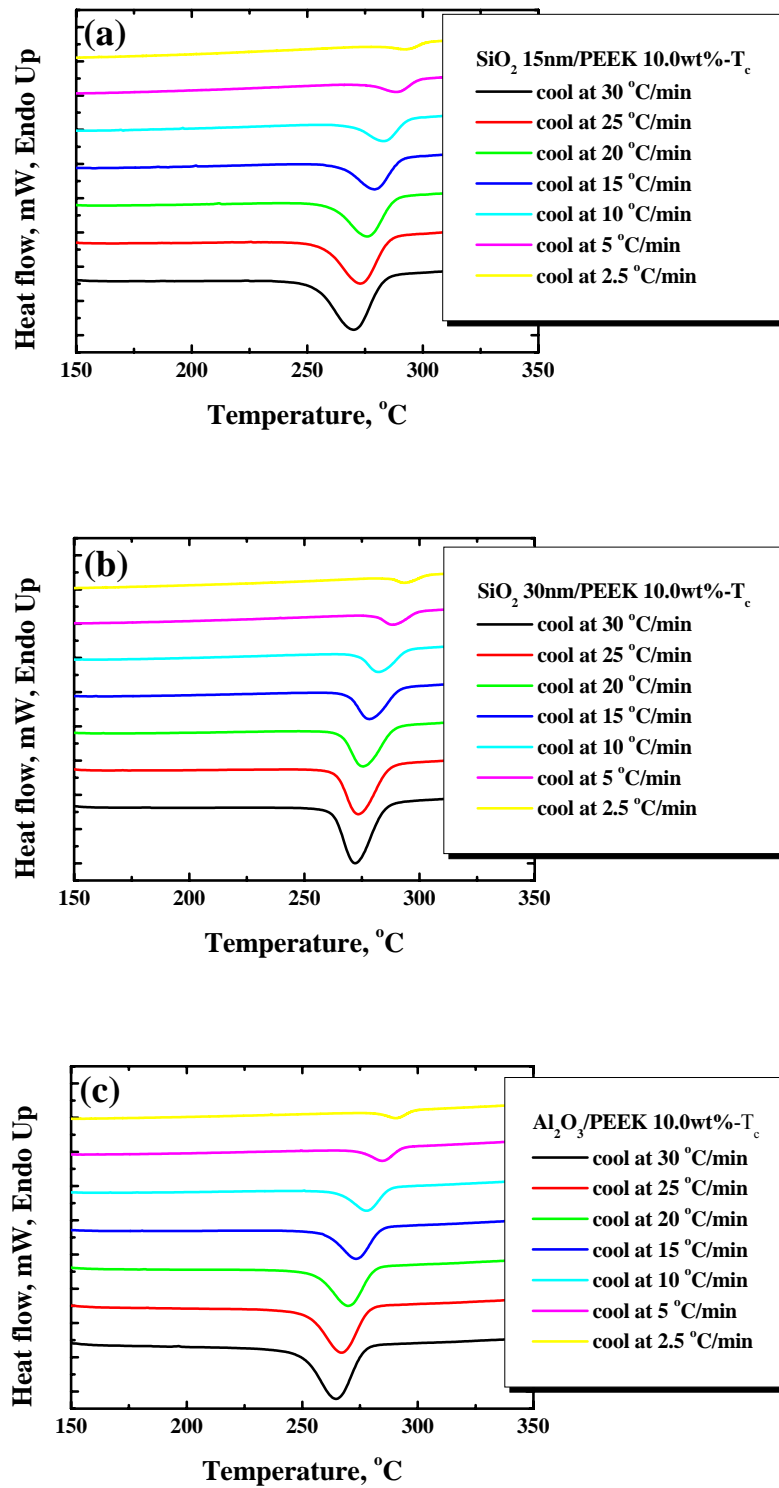 (a)
SiO₂ 15nm/PEEK 10.0wt%-T_c
cool at 30 °C/min
cool at 25 °C/min
cool at 20 °C/min
cool at 15 °C/min
cool at 10 °C/min
cool at 5 °C/min
cool at 2.5 °C/min
Heat flow, mW, Endo Up
150 200 250 300 350
Temperature, °C
(b)
SiO₂ 30nm/PEEK 10.0wt%-T_c
cool at 30 °C/min
cool at 25 °C/min
cool at 20 °C/min
cool at 15 °C/min
cool at 10 °C/min
cool at 5 °C/min
cool at 2.5 °C/min
Heat flow, mW, Endo Up
150 200 250 300 350
Temperature, °C
(c)
Al₂O₃/PEEK 10.0wt%-T_c
cool at 30 °C/min
cool at 25 °C/min
cool at 20 °C/min
cool at 15 °C/min
cool at 10 °C/min
cool at 5 °C/min
cool at 2.5 °C/min
Heat flow, mW, Endo Up
150 200 250 300 350
Temperature, °C